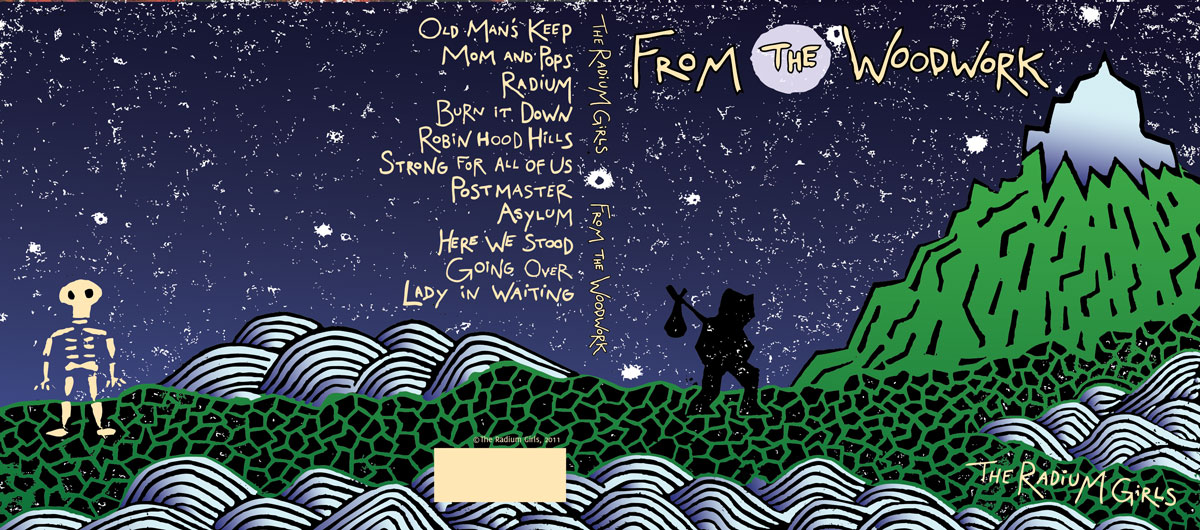 Old Man's Keep
Mom and Pops
Radium
Burn it Down
Robin Hood Hills
Strong for all of us
Postmaster
Asylum
Here We Stood
Going Over
Lady in Waiting
©The Radium Girls, 2011
The Radium Girls From the Woodwork
From The Woodwork
The Radium Girls